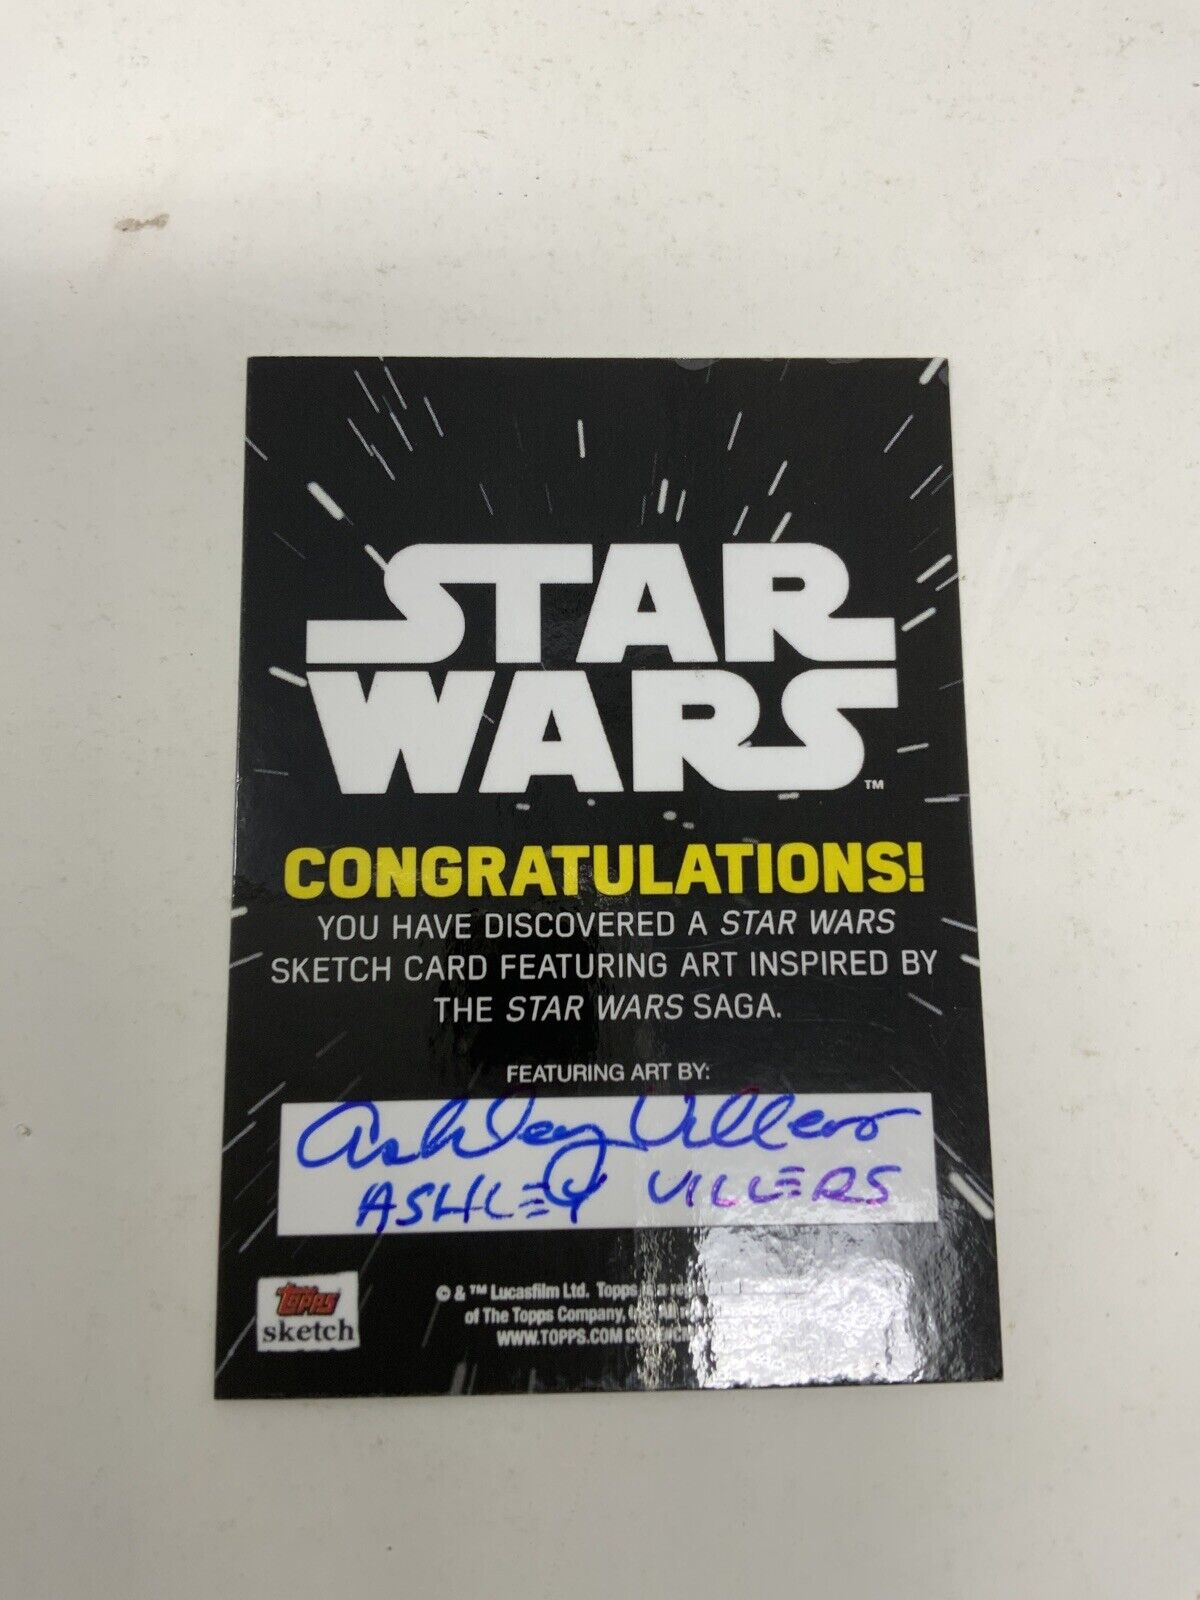 STAR
WARS™
CONGRATULATIONS!
YOU HAVE DISCOVERED A STAR WARS
SKETCH CARD FEATURING ART INSPIRED BY
THE STAR WARS SAGA.
FEATURING ART BY:
Ashley Villers
ASHLEY VILLERS
TOPPS
sketch
© & ™ Lucasfilm Ltd. Topps is a
of The Topps Company,
WWW.TOPPS.COM